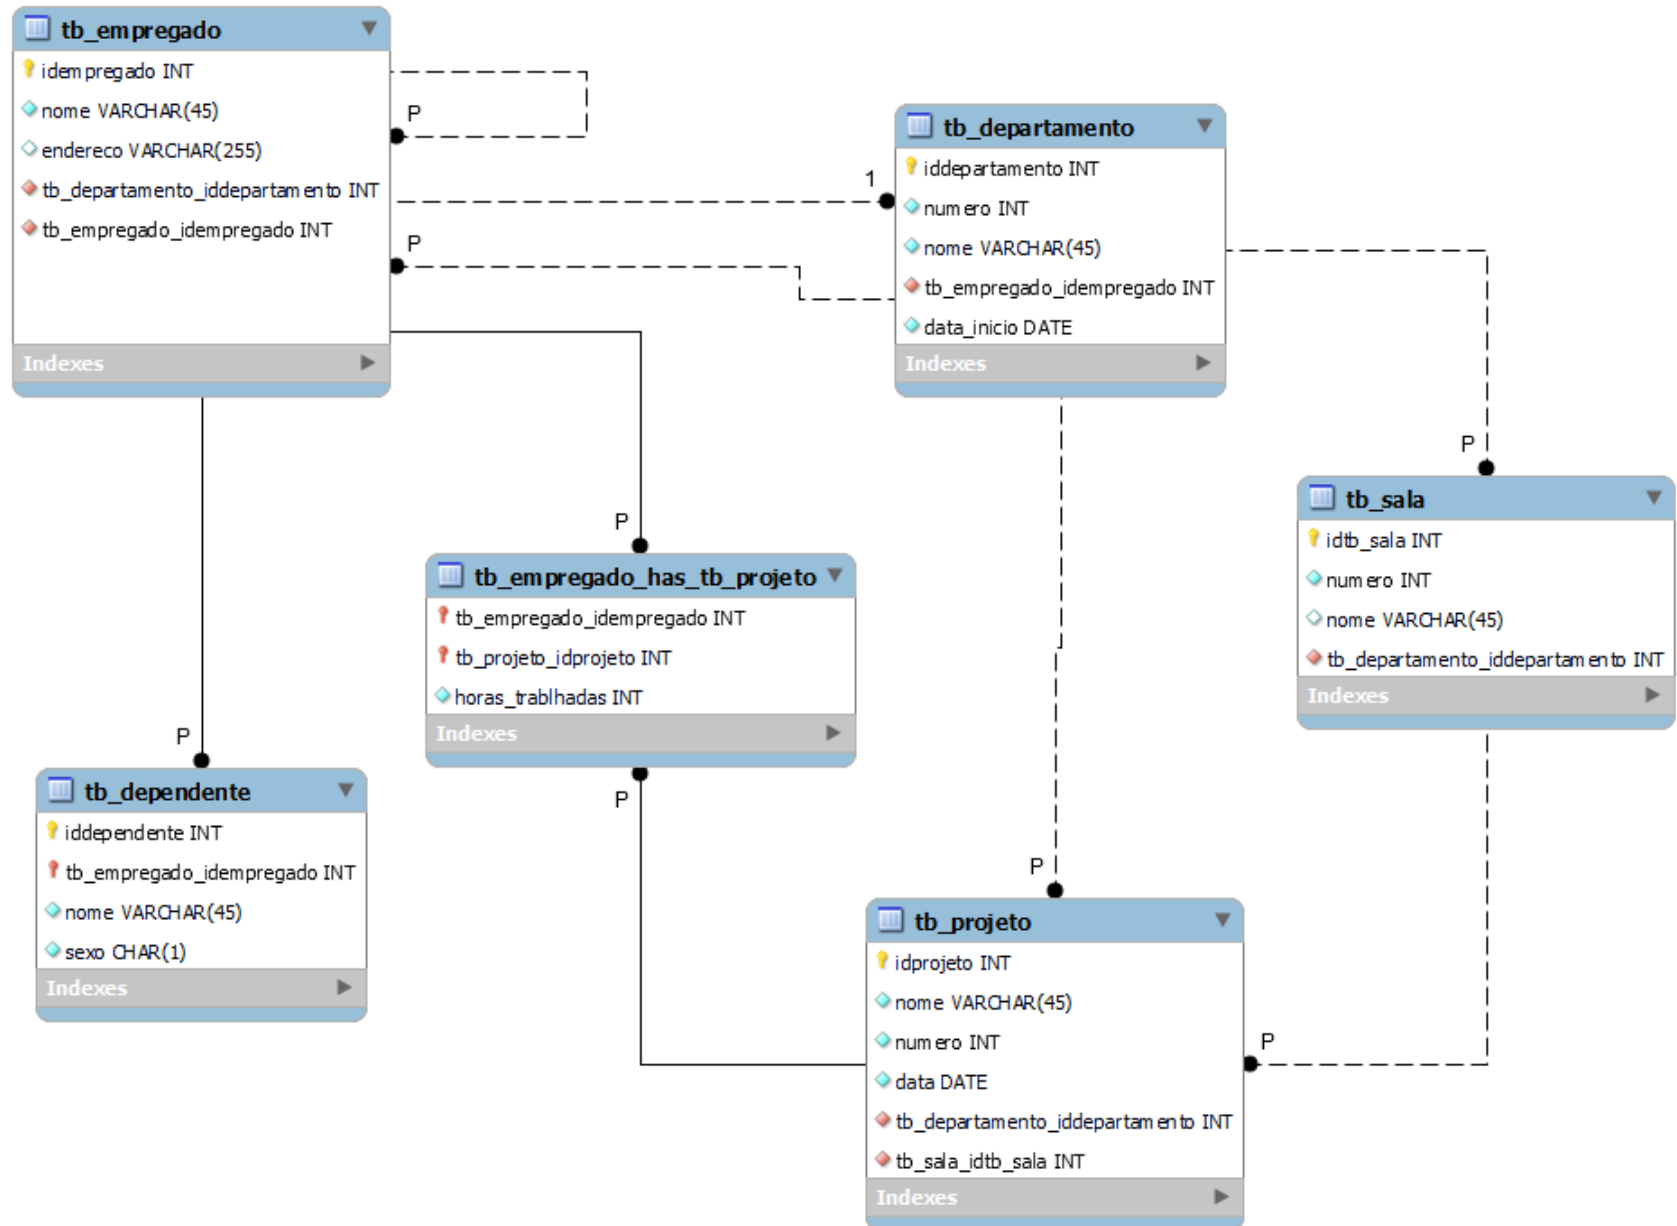 tb_empregado
idempregado INT
nome VARCHAR(45)
endereco VARCHAR(255)
tb_departamento_iddepartamento INT
tb_empregado_idempregado INT
Indexes
P
1
P
tb_departamento
iddepartamento INT
numero INT
nome VARCHAR(45)
tb_empregado_idempregado INT
data_inicio DATE
Indexes
P
tb_sala
idtb_sala INT
numero INT
nome VARCHAR(45)
tb_departamento_iddepartamento INT
Indexes
P
tb_empregado_has_tb_projeto
tb_empregado_idempregado INT
tb_projeto_idprojeto INT
horas_trablhadas INT
Indexes
P
P
tb_dependente
iddependente INT
tb_empregado_idempregado INT
nome VARCHAR(45)
sexo CHAR(1)
Indexes
P
tb_projeto
idprojeto INT
nome VARCHAR(45)
numero INT
data DATE
tb_departamento_iddepartamento INT
tb_sala_idtb_sala INT
Indexes
P